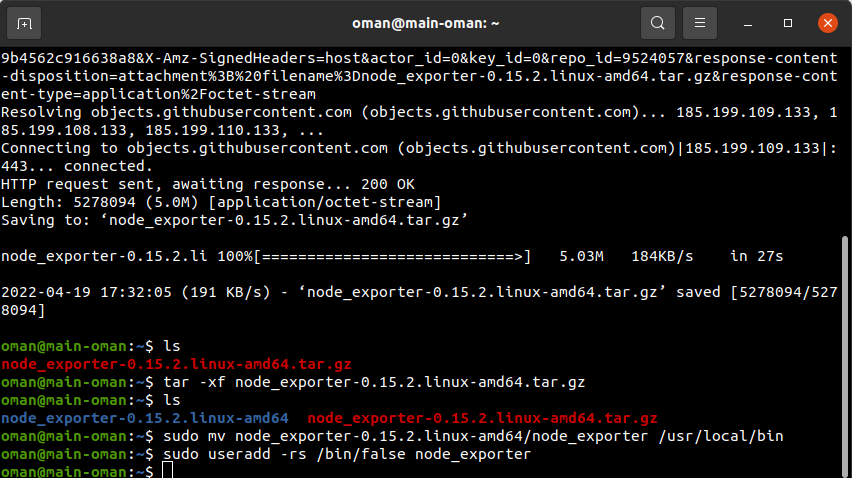 oman@main-oman: ~
9b4562c916638a8&X-Amz-SignedHeaders=host&actor_id=0&key_id=0&repo_id=9524057&response-content
-disposition=attachment%3B%20filename%3Dnode_exporter-0.15.2.linux-amd64.tar.gz&response-cont
ent-type=application%2Foctet-stream
Resolving objects.githubusercontent.com (objects.githubusercontent.com)... 185.199.109.133, 1
85.199.108.133, 185.199.110.133, ...
Connecting to objects.githubusercontent.com (objects.githubusercontent.com)|185.199.109.133|:
443... connected.
HTTP request sent, awaiting response... 200 OK
Length: 5278094 (5.0M) [application/octet-stream]
Saving to: ‘node_exporter-0.15.2.linux-amd64.tar.gz’
node_exporter-0.15.2.li 100%[============================>]   5.03M   184KB/s    in 27s
2022-04-19 17:32:05 (191 KB/s) - ‘node_exporter-0.15.2.linux-amd64.tar.gz’ saved [5278094/527
8094]
oman@main-oman:~$ ls
node_exporter-0.15.2.linux-amd64.tar.gz
oman@main-oman:~$ tar -xf node_exporter-0.15.2.linux-amd64.tar.gz
oman@main-oman:~$ ls
node_exporter-0.15.2.linux-amd64  node_exporter-0.15.2.linux-amd64.tar.gz
oman@main-oman:~$ sudo mv node_exporter-0.15.2.linux-amd64/node_exporter /usr/local/bin
oman@main-oman:~$ sudo useradd -rs /bin/false node_exporter
oman@main-oman:~$